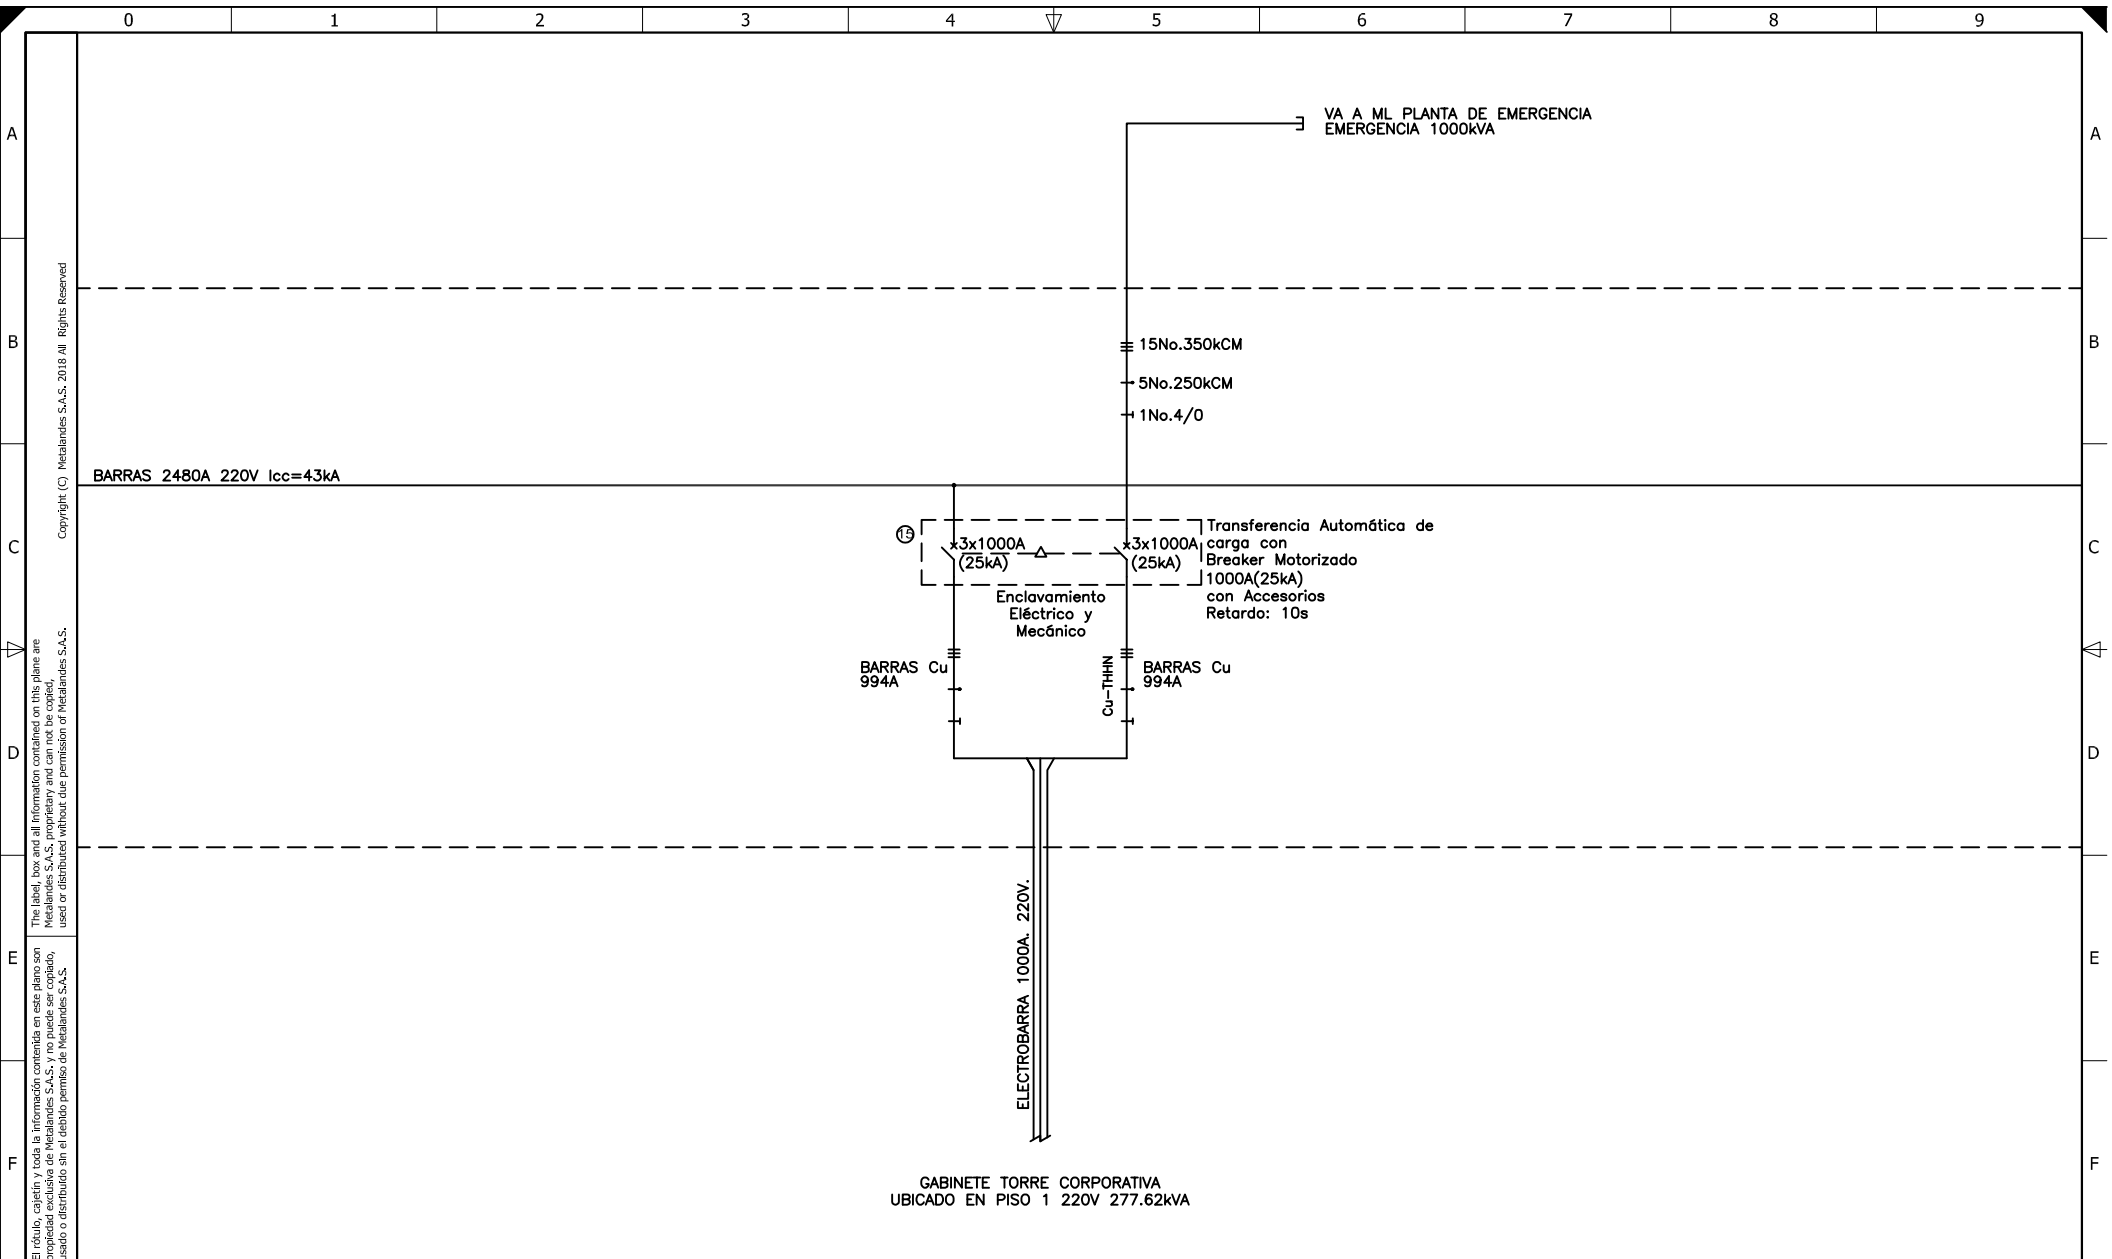 0 1 2 3 4 5 6 7 8 9
A
A
VA A ML PLANTA DE EMERGENCIA
EMERGENCIA 1000kVA
B
B
15No.350kCM
5No.250kCM
1No.4/0
BARRAS 2480A 220V Icc=43kA
C
C
15
3x1000A
(25kA)
3x1000A
(25kA)
Transferencia Automática de
carga con
Breaker Motorizado
1000A(25kA)
con Accesorios
Retardo: 10s
Enclavamiento
Eléctrico y
Mecánico
BARRAS Cu
994A
Cu-THHN
BARRAS Cu
994A
D
D
ELECTROBARRA 1000A. 220V.
E
E
F
F
GABINETE TORRE CORPORATIVA
UBICADO EN PISO 1 220V 277.62kVA
The label, box and all information contained on this plane are
Metalandes S.A.S. proprietary and can not be copied,
used or distributed without due permission of Metalandes S.A.S.
Copyright (C) Metalandes S.A.S. 2018 All Rights Reserved
El rótulo, cajetín y toda la información contenida en este plano son
propiedad exclusiva de Metalandes S.A.S. y no puede ser copiado,
usado o distribuido sin el debido permiso de Metalandes S.A.S.